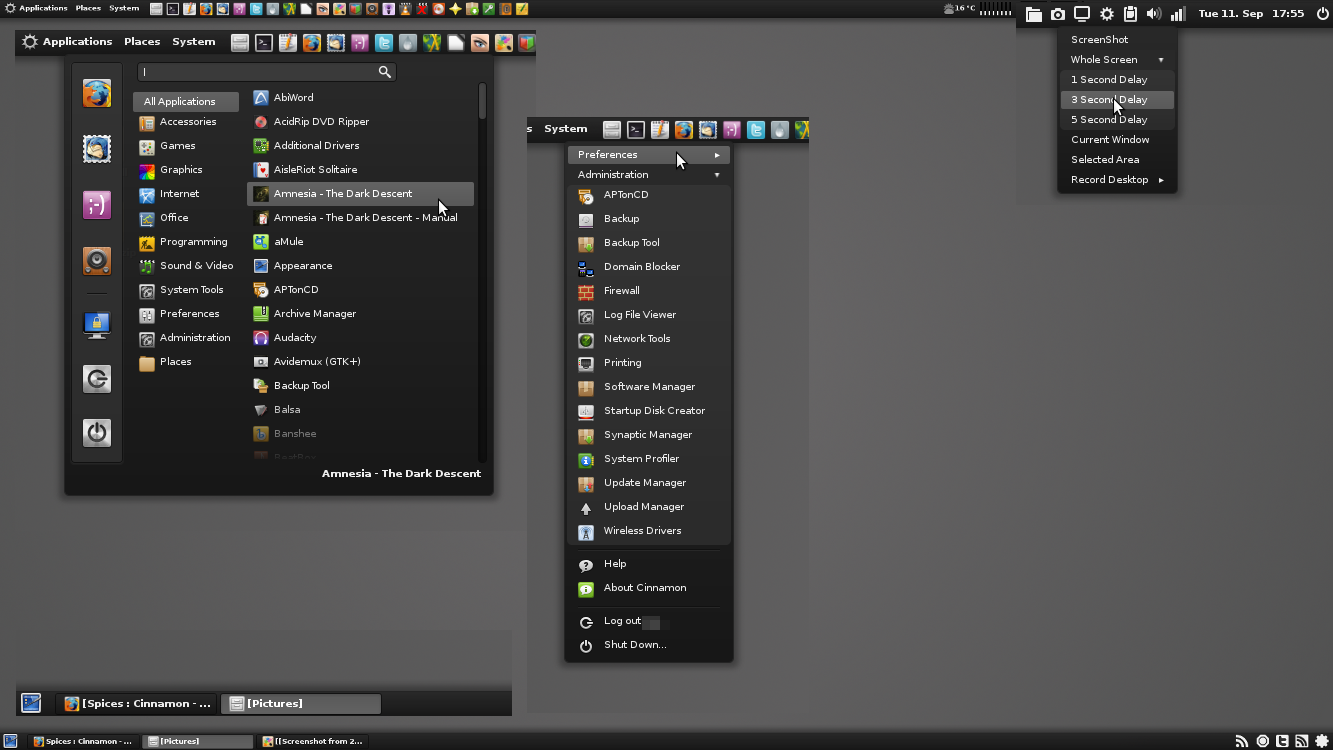 Applications Places System
16 °C
Tue 11. Sep 17:55
Applications Places System
All Applications
Accessories
Games
Graphics
Internet
Office
Programming
Sound & Video
System Tools
Preferences
Administration
Places
AbiWord
AcidRip DVD Ripper
Additional Drivers
AisleRiot Solitaire
Amnesia - The Dark Descent
Amnesia - The Dark Descent - Manual
aMule
Appearance
APTonCD
Archive Manager
Audacity
Avidemux (GTK+)
Backup Tool
Balsa
Banshee
BeatBox
Amnesia - The Dark Descent
s System
Preferences
Administration
APTonCD
Backup
Backup Tool
Domain Blocker
Firewall
Log File Viewer
Network Tools
Printing
Software Manager
Startup Disk Creator
Synaptic Manager
System Profiler
Update Manager
Upload Manager
Wireless Drivers
Help
About Cinnamon
Log out
Shut Down...
ScreenShot
Whole Screen
1 Second Delay
3 Second Delay
5 Second Delay
Current Window
Selected Area
Record Desktop
[Spices : Cinnamon - ...
[Pictures]
Spices : Cinnamon - ...
[Pictures]
[[Screenshot from 2...